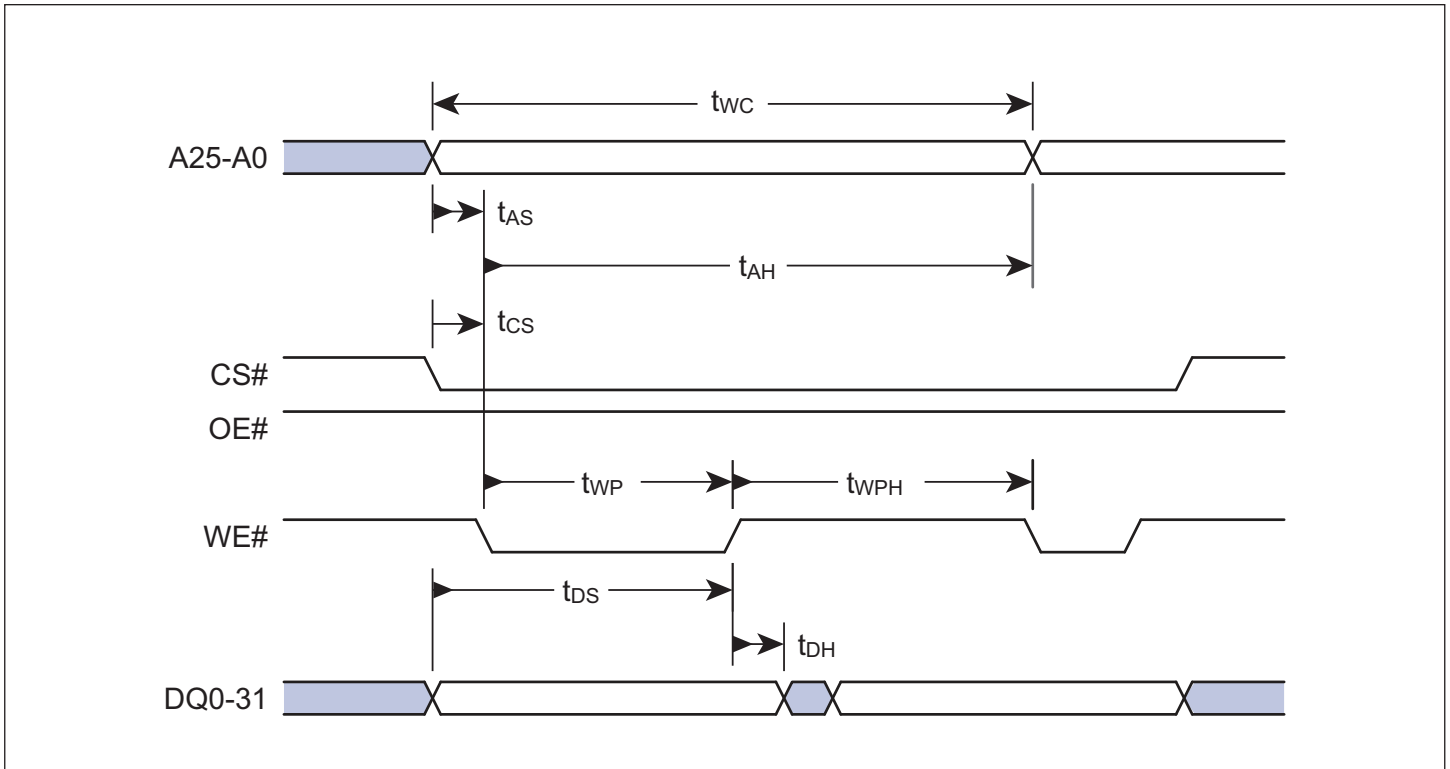 tWC
A25-A0
tAS
tAH
tCS
CS#
OE#
tWP
tWPH
WE#
tDS
tDH
DQ0-31